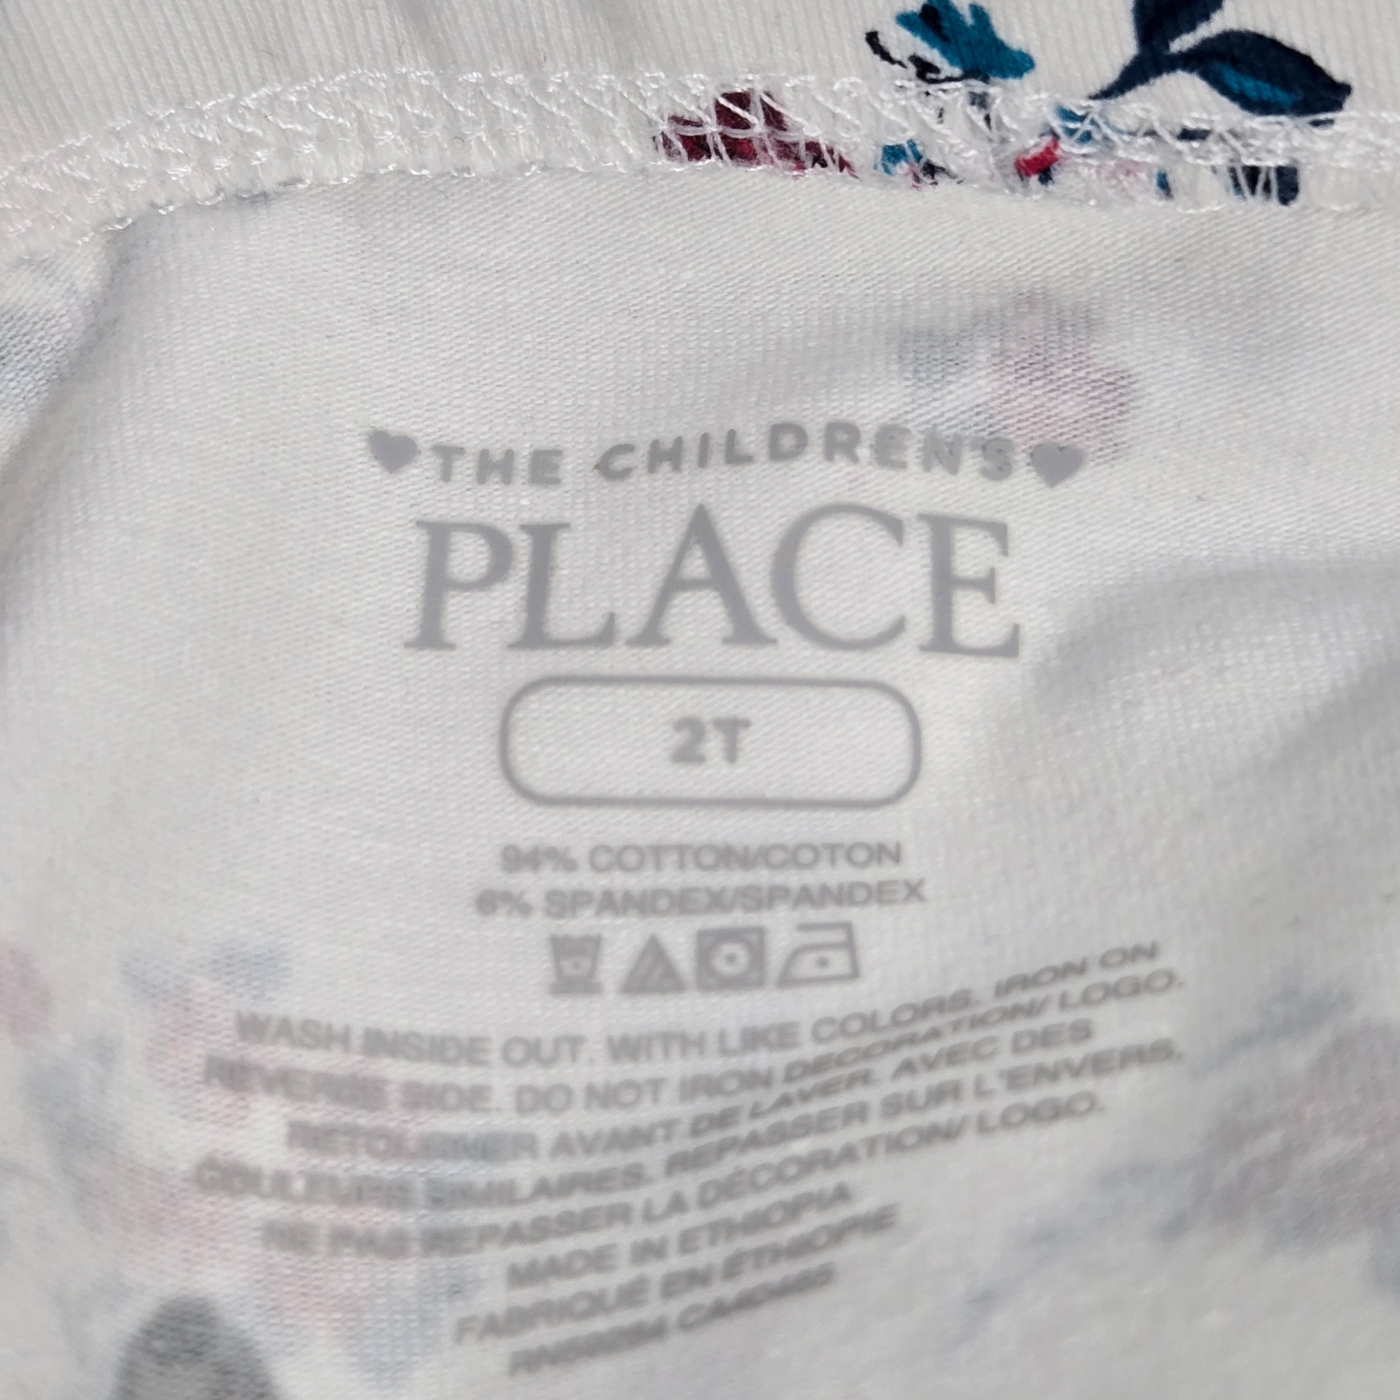 THE CHILDREN'S
PLACE
2T
94% COTTON/COTON
6% SPANDEX/SPANDEX
WASH INSIDE OUT. WITH LIKE COLORS. IRON ON
REVERSE SIDE. DO NOT IRON DECORATION/ LOGO.
RETOURNER AVANT DE LAVER. AVEC DES
COULEURS SIMILAIRES. REPASSER SUR L'ENVERS.
NE PAS REPASSER LA DÉCORATION/ LOGO.
MADE IN ETHIOPIA
FABRIQUÉ EN ÉTHIOPIE